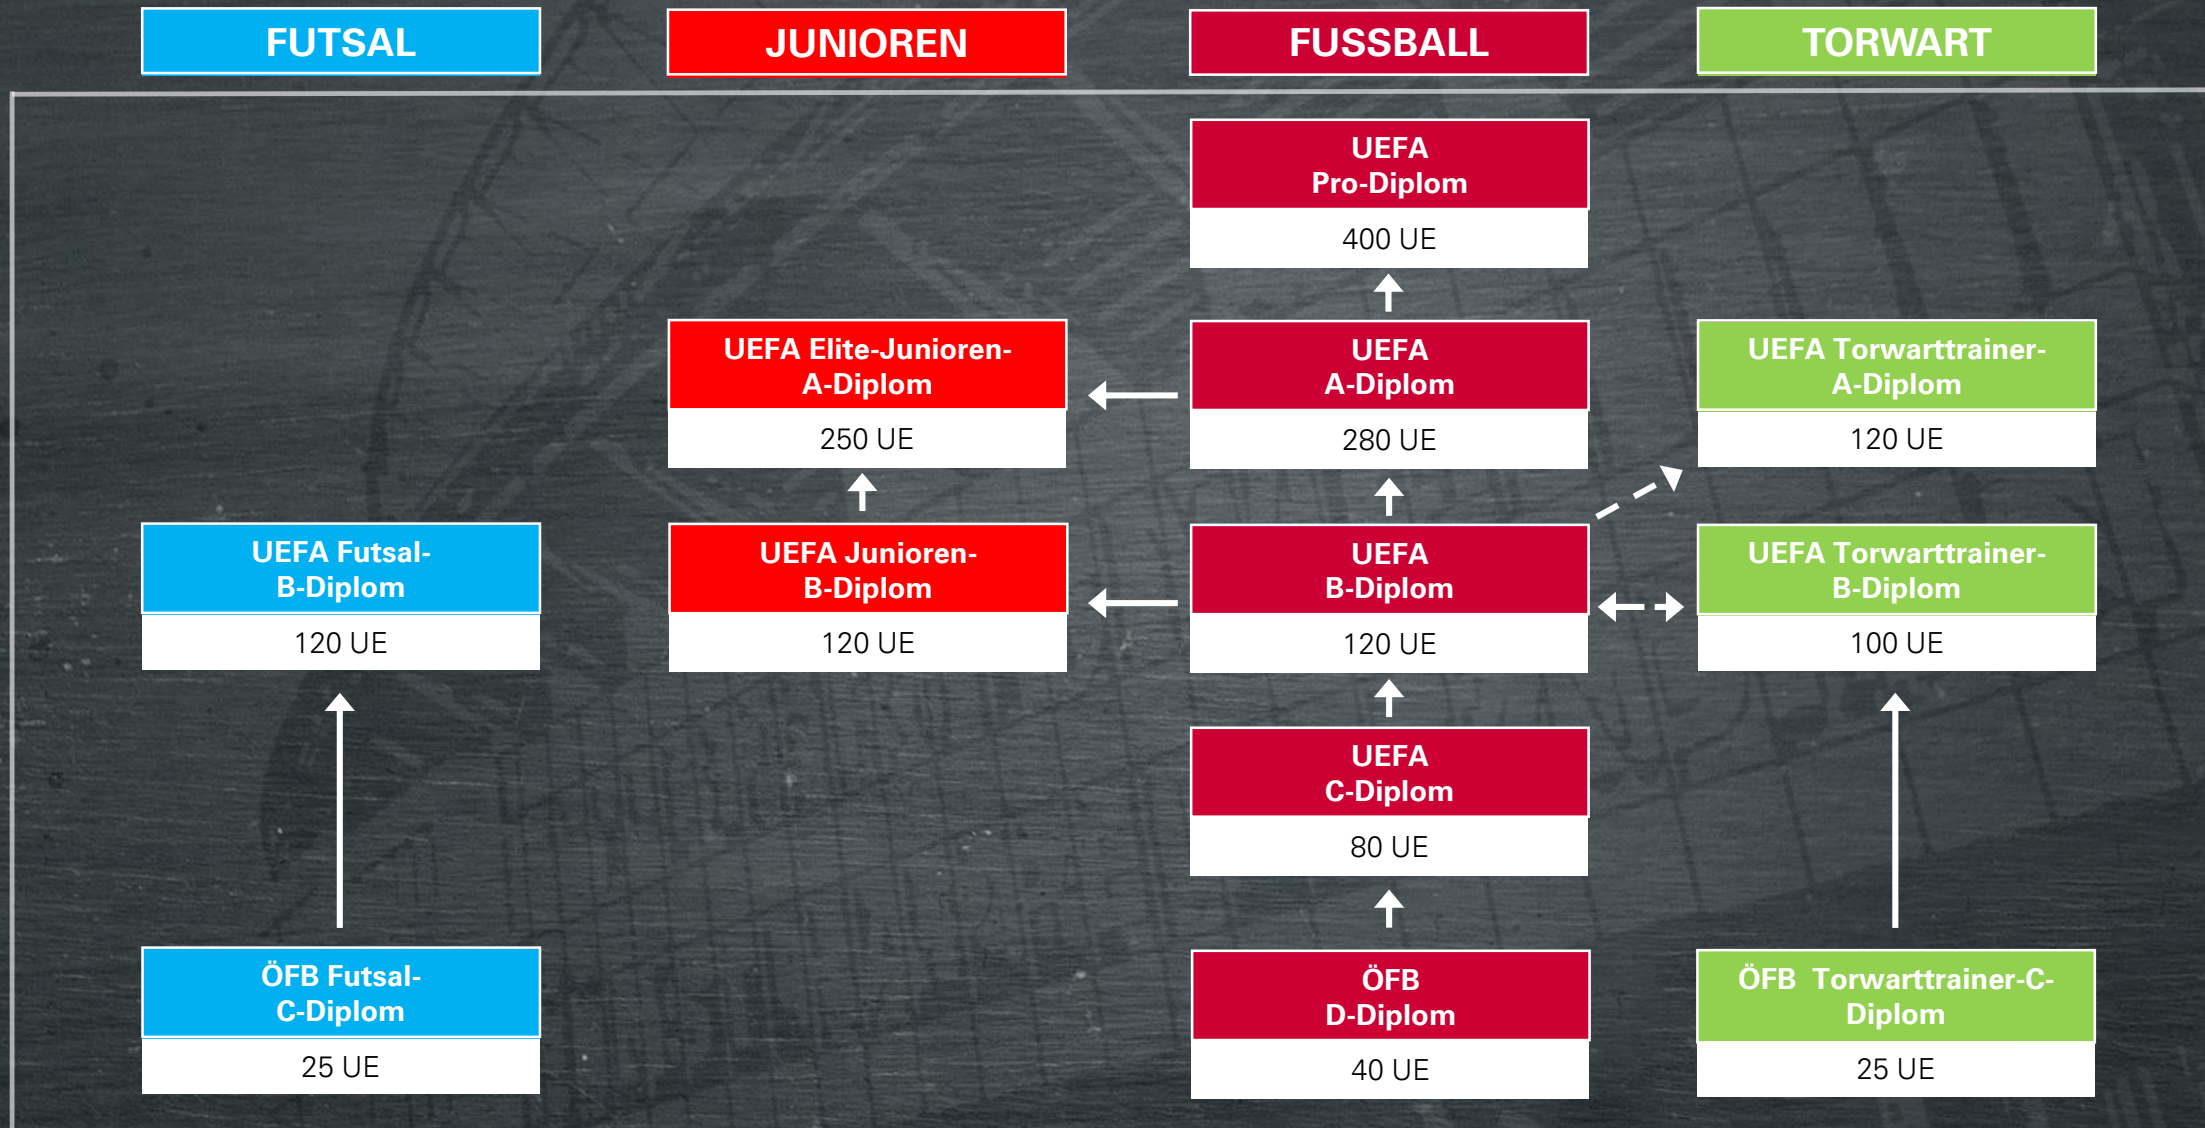 FUTSAL
JUNIOREN
FUSSBALL
TORWART
UEFA
Pro-Diplom
400 UE
UEFA Elite-Junioren-
A-Diplom
250 UE
UEFA
A-Diplom
280 UE
UEFA Torwarttrainer-
A-Diplom
120 UE
UEFA Futsal-
B-Diplom
120 UE
UEFA Junioren-
B-Diplom
120 UE
UEFA
B-Diplom
120 UE
UEFA Torwarttrainer-
B-Diplom
100 UE
UEFA
C-Diplom
80 UE
ÖFB Futsal-
C-Diplom
25 UE
ÖFB
D-Diplom
40 UE
ÖFB  Torwarttrainer-C-
Diplom
25 UE